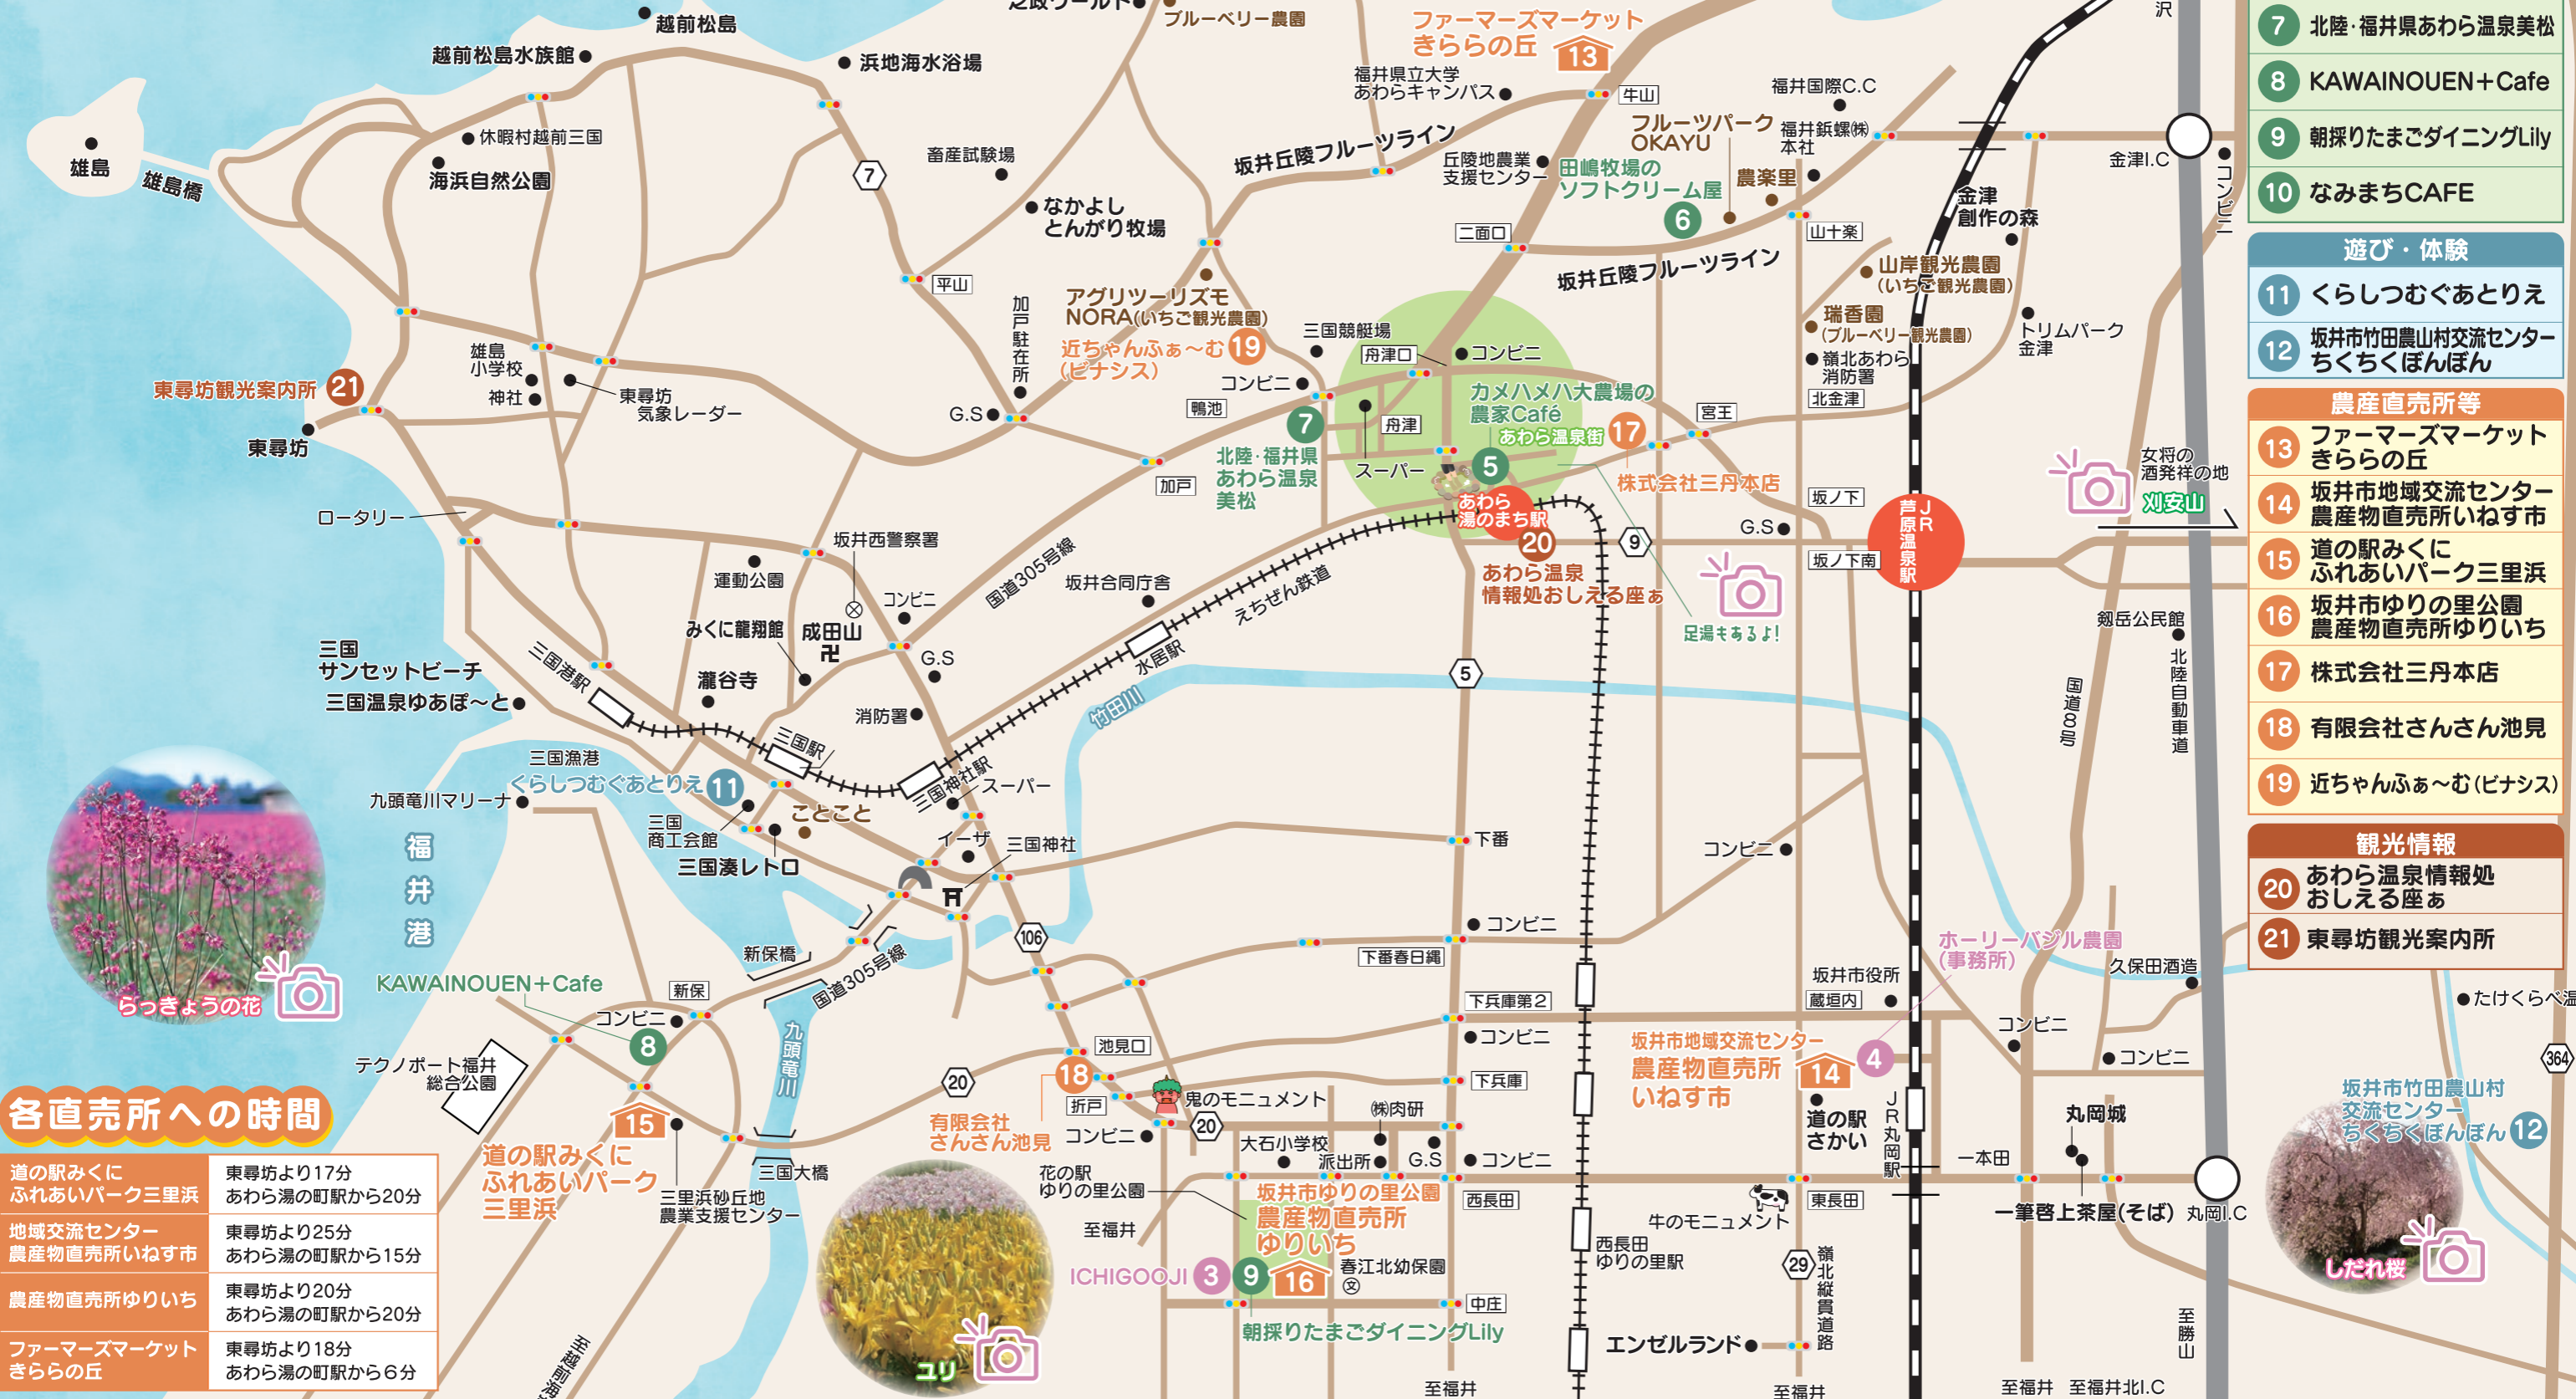 越前松島
越前松島水族館
浜地海水浴場
ブルーベリー農園
ファーマーズマーケット
きららの丘
13
福井県立大学
あわらキャンパス
牛山
福井国際C.C
雄島
雄島橋
休暇村越前三国
海浜自然公園
7
畜産試験場
なかよし
とんがり牧場
坂井丘陵フルーツライン
丘陵地農業
支援センター
フルーツパーク
OKAYU
福井鋲螺㈱
本社
田嶋牧場の
ソフトクリーム屋
6
農楽里
二面口
山十楽
坂井丘陵フルーツライン
金津
創作の森
金津I.C
コンビニ
沢
山岸観光農園
(いちご観光農園)
瑞香園
(ブルーベリー観光農園)
トリムパーク
金津
嶺北あわら
消防署
北金津
平山
加戸駐在所
アグリツーリズモ
NORA(いちご観光農園)
近ちゃんふぁ～む
(ビナシス)
19
三国競艇場
舟津口
コンビニ
コンビニ
鴨池
舟津
7
北陸・福井県
あわら温泉
美松
カメハメハ大農場の
農家Café
あわら温泉街
17
宮王
5
スーパー
株式会社三丹本店
あわら
湯のまち駅
20
あわら温泉
情報処おしえる座ぁ
9
G.S
坂ノ下
坂ノ下南
JR
芦原温泉駅
足湯もあるよ!
女将の
酒発祥の地
刈安山
剱岳公民館
北陸自動車道
国道8号
雄島
小学校
神社
東尋坊
気象レーダー
東尋坊観光案内所
21
東尋坊
G.S
加戸
ロータリー
坂井西警察署
運動公園
コンビニ
国道305号線
坂井合同庁舎
えちぜん鉄道
水居駅
みくに龍翔館
成田山
卍
G.S
瀧谷寺
消防署
三国
サンセットビーチ
三国温泉ゆあぽ～と
三国港駅
三国駅
三国神社駅
スーパー
竹田川
5
三国漁港
くらしつむぐあとりえ
11
九頭竜川マリーナ
三国
商工会館
三国湊レトロ
ことこと
イーザ
三国神社
下番
福井港
106
コンビニ
下番春日縄
コンビニ
新保橋
国道305号線
KAWAINOUEN+Cafe
新保
コンビニ
8
九頭竜川
テクノポート福井
総合公園
池見口
18
20
有限会社
さんさん池見
折戸
鬼のモニュメント
コンビニ
20
下兵庫第２
コンビニ
下兵庫
㈱肉研
大石小学校
派出所
G.S
コンビニ
西長田
花の駅
ゆりの里公園
坂井市ゆりの里公園
農産物直売所
ゆりいち
至福井
ICHIGOOJI
3
9
16
春江北幼保園
文
中庄
朝採りたまごダイニングLily
西長田
ゆりの里駅
15
道の駅みくに
ふれあいパーク
三里浜
三国大橋
三里浜砂丘地
農業支援センター
坂井市地域交流センター
農産物直売所
いねす市
14
4
ホーリーバジル農園
(事務所)
坂井市役所
蔵垣内
久保田酒造
コンビニ
コンビニ
道の駅
さかい
JR丸岡駅
一本田
丸岡城
一筆啓上茶屋(そば)
丸岡I.C
牛のモニュメント
東長田
29
嶺北縦貫道路
エンゼルランド
至福井
至福井
至福井
至福井北I.C
至勝山
364
坂井市竹田農山村
交流センター
ちくちくぼんぼん
12
しだれ桜
らっきょうの花
ユリ
各直売所への時間
道の駅みくに
ふれあいパーク三里浜
東尋坊より17分
あわら湯の町駅から20分
地域交流センター
農産物直売所いねす市
東尋坊より25分
あわら湯の町駅から15分
農産物直売所ゆりいち
東尋坊より20分
あわら湯の町駅から20分
ファーマーズマーケット
きららの丘
東尋坊より18分
あわら湯の町駅から６分
7 北陸・福井県あわら温泉美松
8 KAWAINOUEN+Cafe
9 朝採りたまごダイニングLily
10 なみまちCAFE
遊び・体験
11 くらしつむぐあとりえ
12 坂井市竹田農山村交流センター
ちくちくぼんぼん
農産直売所等
13 ファーマーズマーケット
きららの丘
14 坂井市地域交流センター
農産物直売所いねす市
15 道の駅みくに
ふれあいパーク三里浜
16 坂井市ゆりの里公園
農産物直売所ゆりいち
17 株式会社三丹本店
18 有限会社さんさん池見
19 近ちゃんふぁ～む(ビナシス)
観光情報
20 あわら温泉情報処
おしえる座ぁ
21 東尋坊観光案内所